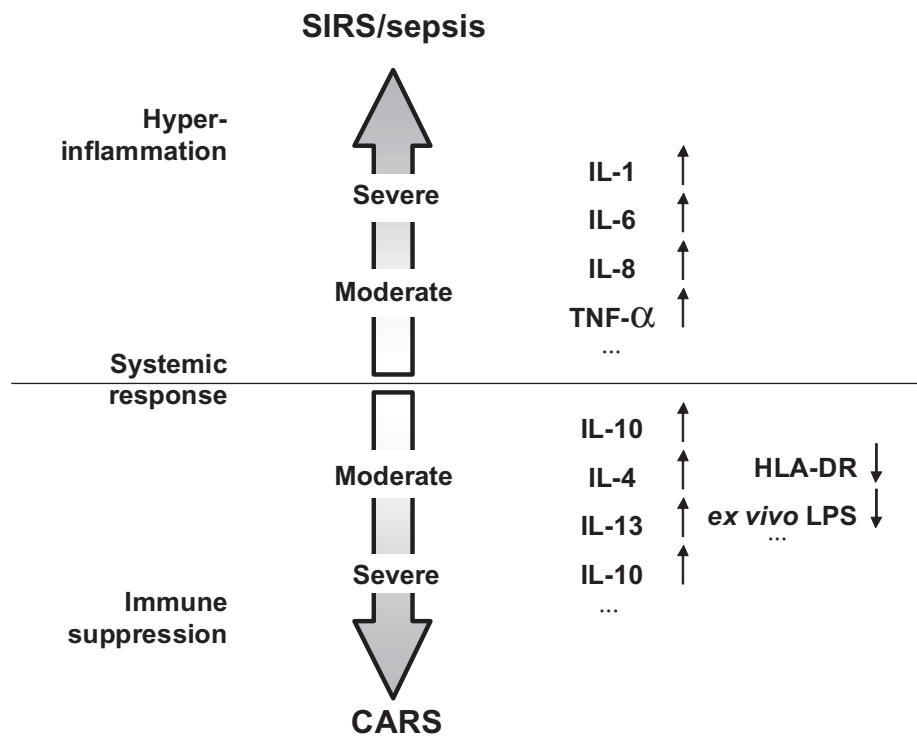 SIRS/sepsis
Hyper-
inflammation
Severe
Moderate
IL-1
IL-6
IL-8
TNF-α
...
Systemic
response
Moderate
Severe
IL-10
IL-4
IL-13
IL-10
...
HLA-DR
ex vivo LPS
...
Immune
suppression
CARS